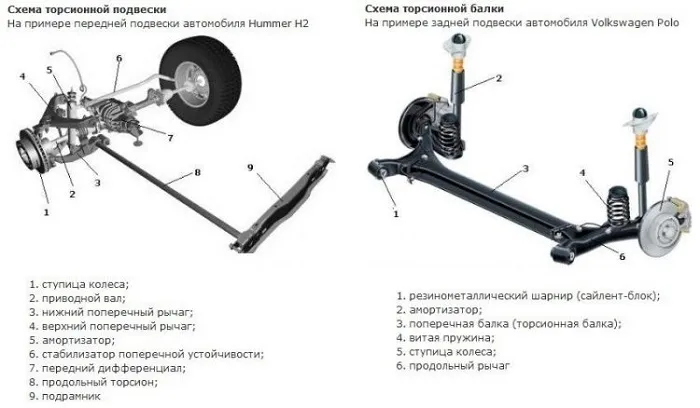 Схема торсионной подвески
На примере передней подвески автомобиля Hummer H2
4
5
6
7
1
2
3
8
9
1. ступица колеса;
2. приводной вал;
3. нижний поперечный рычаг;
4. верхний поперечный рычаг;
5. амортизатор;
6. стабилизатор поперечной устойчивости;
7. передний дифференциал;
8. продольный торсион;
9. подрамник
Схема торсионной балки
На примере задней подвески автомобиля Volkswagen Polo
2
1
3
4
5
6
1. резинометаллический шарнир (сайлент-блок);
2. амортизатор;
3. поперечная балка (торсионная балка);
4. витая пружина;
5. ступица колеса;
6. продольный рычаг